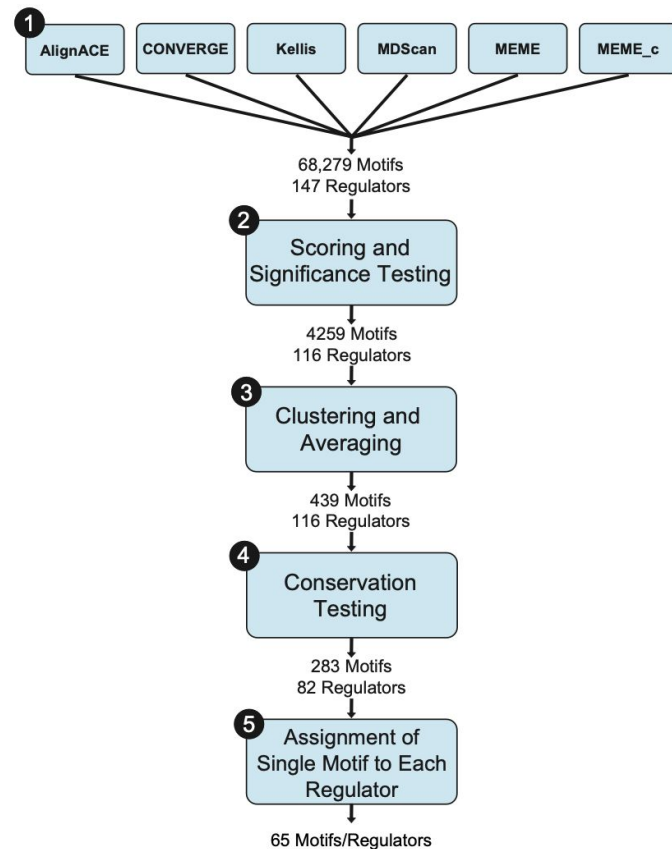 1
AlignACE CONVERGE Kellis MDScan MEME MEME_c
68,279 Motifs
147 Regulators
2
Scoring and
Significance Testing
4259 Motifs
116 Regulators
3
Clustering and
Averaging
439 Motifs
116 Regulators
4
Conservation
Testing
283 Motifs
82 Regulators
5
Assignment of
Single Motif to Each
Regulator
65 Motifs/Regulators